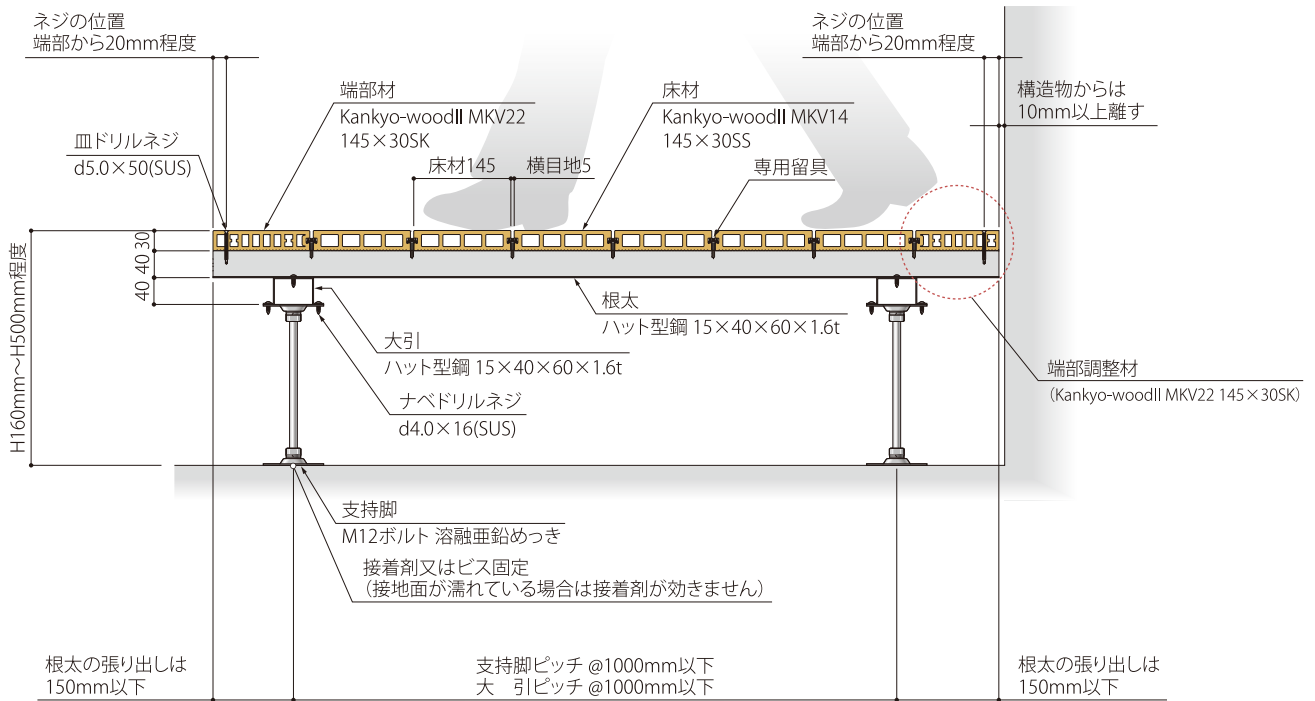 ネジの位置
端部から20mm程度
ネジの位置
端部から20mm程度
構造物からは
10mm以上離す
端部材
Kankyo-woodⅡ MKV22
145×30SK
床材
Kankyo-woodⅡ MKV14
145×30SS
皿ドリルネジ
d5.0×50(SUS)
床材145
横目地5
専用留具
30
40
40
H160mm〜H500mm程度
根太
ハット型鋼 15×40×60×1.6t
大引
ハット型鋼 15×40×60×1.6t
ナベドリルネジ
d4.0×16(SUS)
端部調整材
(Kankyo-woodⅡ MKV22 145×30SK)
支持脚
M12ボルト 溶融亜鉛めっき
接着剤又はビス固定
(接地面が濡れている場合は接着剤が効きません)
根太の張り出しは
150mm以下
支持脚ピッチ @1000mm以下
大　引ピッチ @1000mm以下
根太の張り出しは
150mm以下